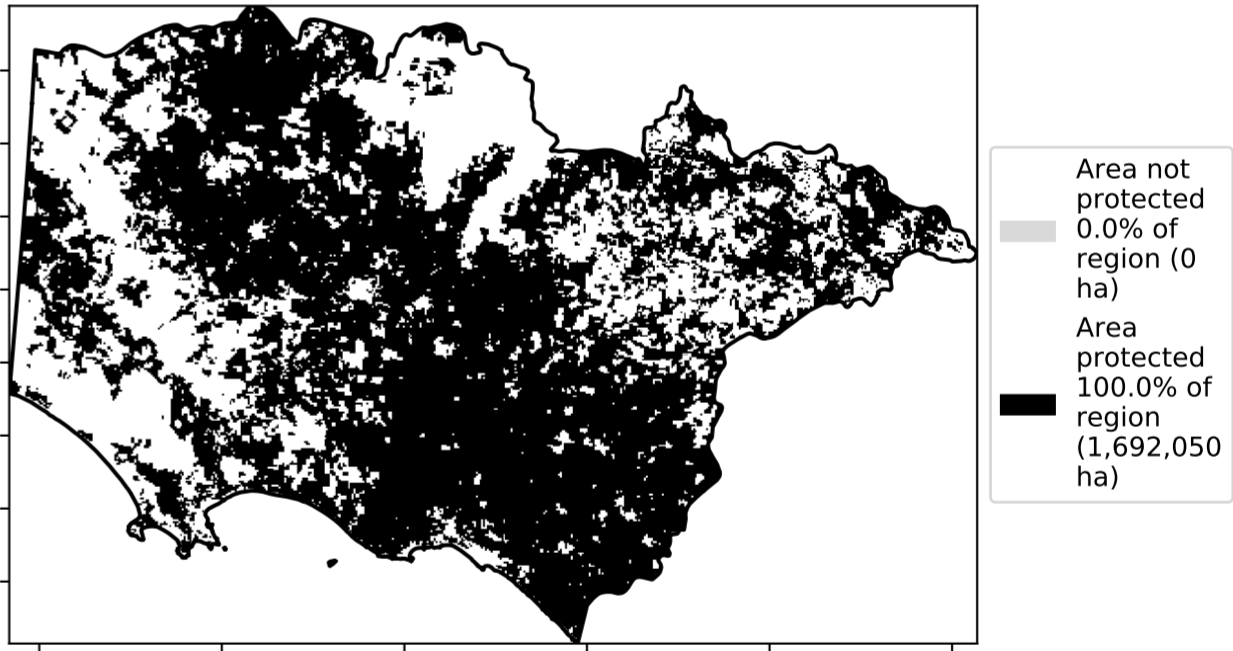 Area not
protected
0.0% of
region (0
ha)
Area
protected
100.0% of
region
(1,692,050
ha)